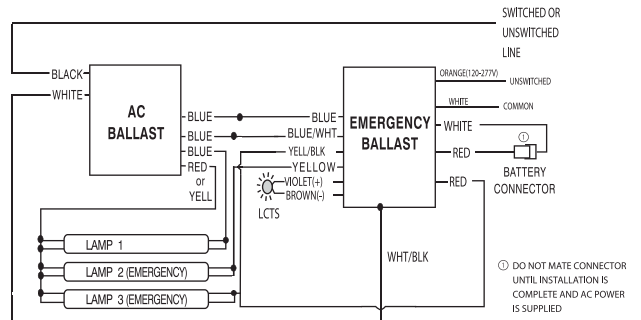 SWITCHED OR
UNSWITCHED
LINE
BLACK
WHITE
AC
BALLAST
BLUE
BLUE
BLUE
RED
or
YELL
BLUE
BLUE/WHT
YELL/BLK
YELLOW
VIOLET(+)
BROWN(-)
LCTS
EMERGENCY
BALLAST
ORANGE(120-277V)
UNSWITCHED
WHITE
COMMON
WHITE
RED
RED
①
BATTERY
CONNECTOR
WHT/BLK
LAMP 1
LAMP 2 (EMERGENCY)
LAMP 3 (EMERGENCY)
① DO NOT MATE CONNECTOR
UNTIL INSTALLATION IS
COMPLETE AND AC POWER
IS SUPPLIED